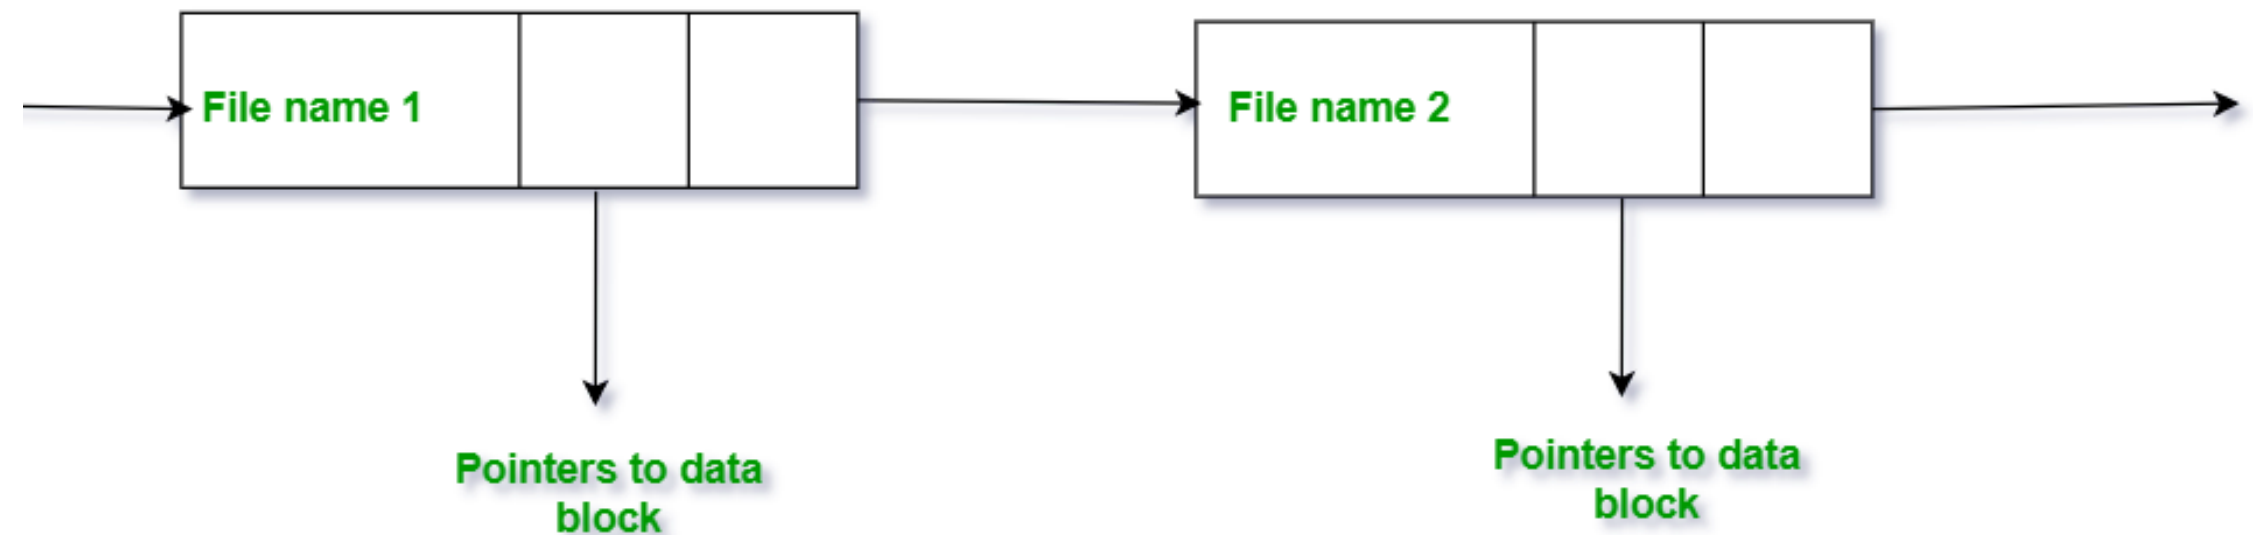 File name 1
File name 2
Pointers to data
block
Pointers to data
block